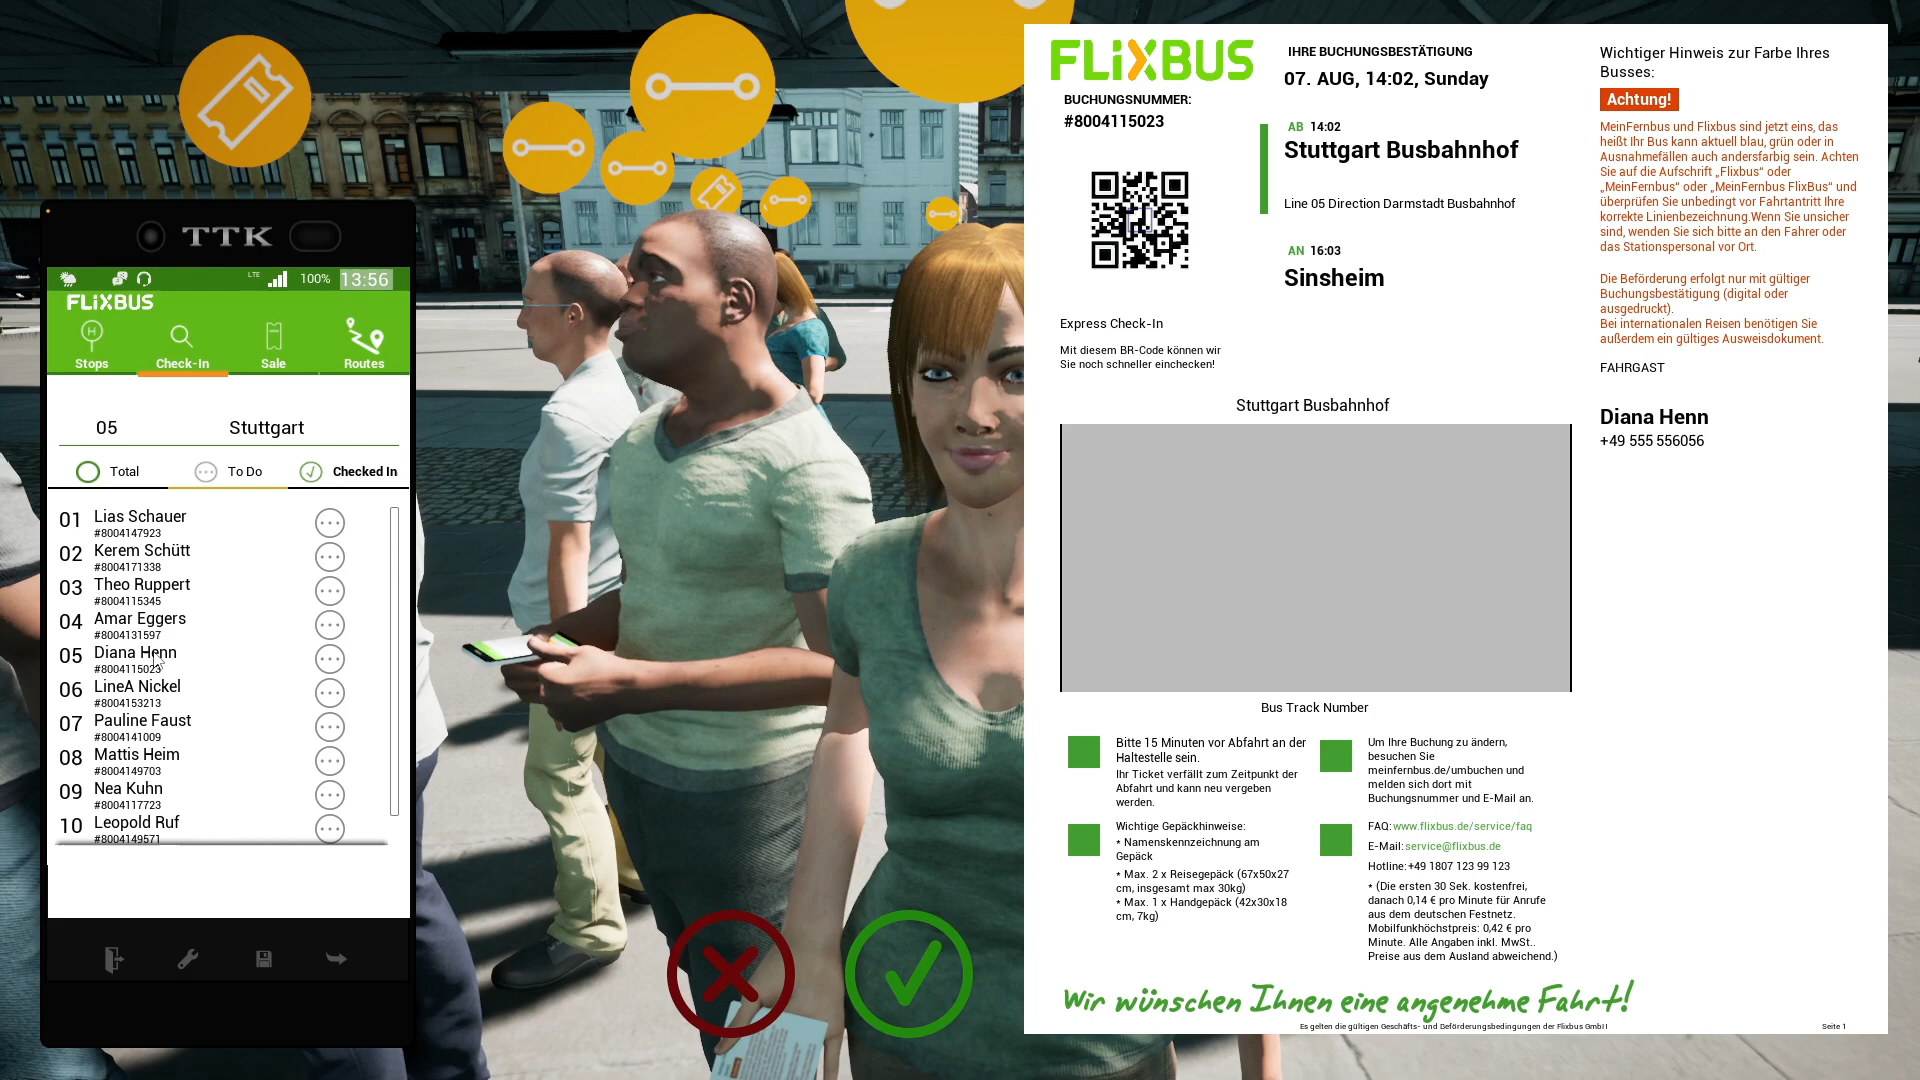 TTK
LTE
100%
13:56
FLiXBUS
Stops
Check-In
Sale
Routes
05
Stuttgart
Total
To Do
Checked In
01 Lias Schauer
#8004147923
02 Kerem Schütt
#8004171338
03 Theo Ruppert
#8004115345
04 Amar Eggers
#8004131597
05 Diana Henn
#8004115023
06 LineA Nickel
#8004153213
07 Pauline Faust
#8004141009
08 Mattis Heim
#8004149703
09 Nea Kuhn
#8004117723
10 Leopold Ruf
#8004149571
FLiXBUS
BUCHUNGSNUMMER:
#8004115023
IHRE BUCHUNGSBESTÄTIGUNG
07. AUG, 14:02, Sunday
AB 14:02
Stuttgart Busbahnhof
Line 05 Direction Darmstadt Busbahnhof
AN 16:03
Sinsheim
Express Check-In
Mit diesem BR-Code können wir
Sie noch schneller einchecken!
Stuttgart Busbahnhof
Bus Track Number
Bitte 15 Minuten vor Abfahrt an der
Haltestelle sein.
Ihr Ticket verfällt zum Zeitpunkt der
Abfahrt und kann neu vergeben
werden.
Wichtige Gepäckhinweise:
* Namenskennzeichnung am
Gepäck
* Max. 2 x Reisegepäck (67x50x27
cm, insgesamt max 30kg)
* Max. 1 x Handgepäck (42x30x18
cm, 7kg)
Um Ihre Buchung zu ändern,
besuchen Sie
meinfernbus.de/umbuchen und
melden sich dort mit
Buchungsnummer und E-Mail an.
FAQ: www.flixbus.de/service/faq
E-Mail: service@flixbus.de
Hotline: +49 1807 123 99 123
* (Die ersten 30 Sek. kostenfrei,
danach 0,14 € pro Minute für Anrufe
aus dem deutschen Festnetz.
Mobilfunkhöchstpreis: 0,42 € pro
Minute. Alle Angaben inkl. MwSt..
Preise aus dem Ausland abweichend.)
Wichtiger Hinweis zur Farbe Ihres
Busses:
Achtung!
MeinFernbus und Flixbus sind jetzt eins, das
heißt Ihr Bus kann aktuell blau, grün oder in
Ausnahmefällen auch andersfarbig sein. Achten
Sie auf die Aufschrift „Flixbus“ oder
„MeinFernbus“ oder „MeinFernbus FlixBus“ und
überprüfen Sie unbedingt vor Fahrtantritt Ihre
korrekte Linienbezeichnung.Wenn Sie unsicher
sind, wenden Sie sich bitte an den Fahrer oder
das Stationspersonal vor Ort.
Die Beförderung erfolgt nur mit gültiger
Buchungsbestätigung (digital oder
ausgedruckt).
Bei internationalen Reisen benötigen Sie
außerdem ein gültiges Ausweisdokument.
FAHRGAST
Diana Henn
+49 555 556056
Wir wünschen Ihnen eine angenehme Fahrt!
Es gelten die gültigen Geschäfts- und Beförderungsbedingungen der Flixbus
Seite 1